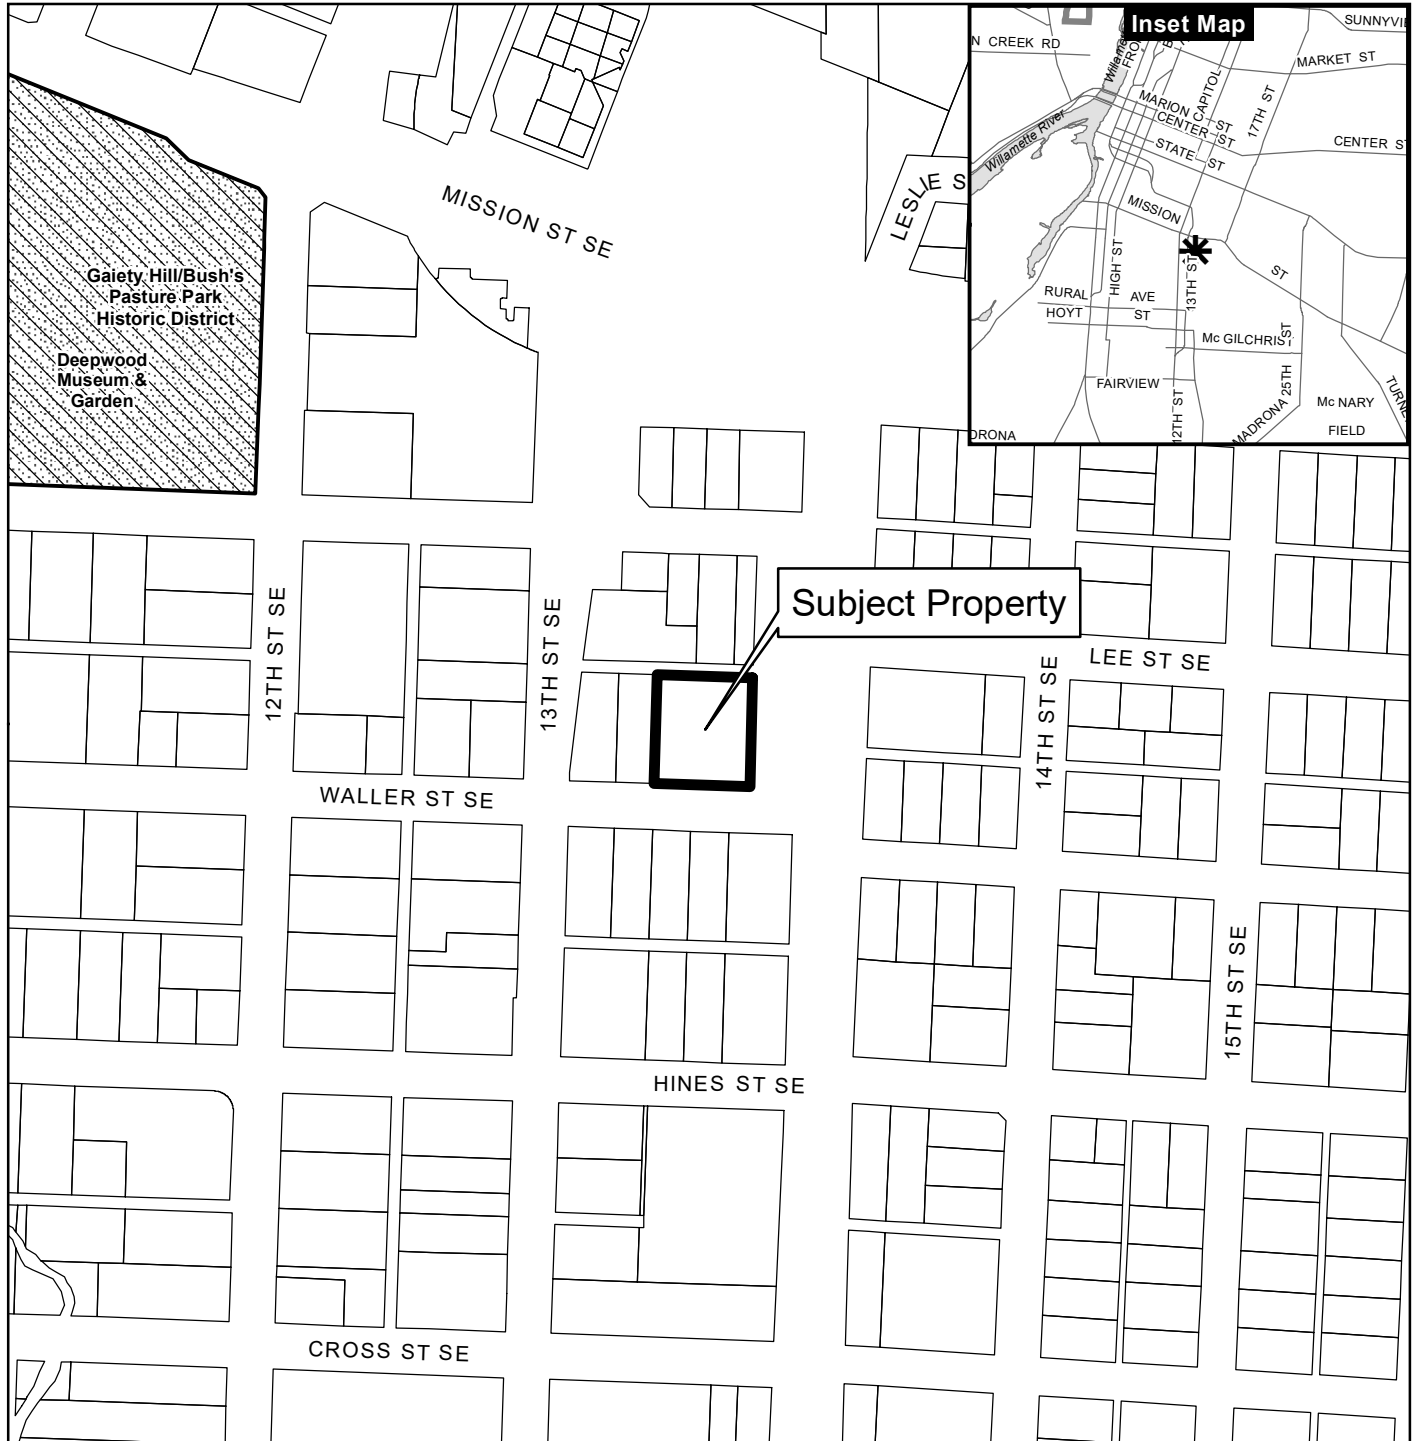 Inset Map
SUNNYVI
N CREEK RD
MARKET ST
Willamette River
FRO
CAPITOL
17TH ST
MARION ST
CENTER ST
CENTER S
STATE ST
MISSION
ST
HIGH ST
13TH ST
RURAL AVE
HOYT ST
Mc GILCHRIS ST
FAIRVIEW
12TH ST
25TH
MADRONA
Mc NARY
FIELD
TURNE
DRONA
MISSION ST SE
LESLIE S
Gaiety Hill/Bush's
Pasture Park
Historic District
Deepwood
Museum &
Garden
Subject Property
12TH ST SE
13TH ST SE
14TH ST SE
LEE ST SE
WALLER ST SE
15TH ST SE
HINES ST SE
CROSS ST SE